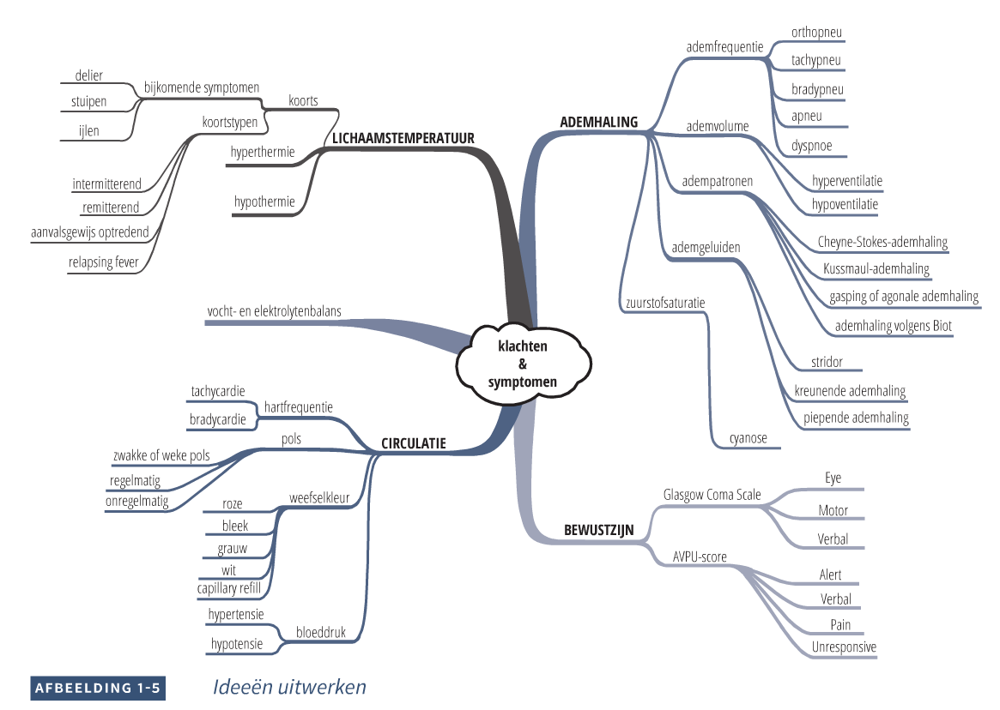 klachten
&
symptomen
LICHAAMSTEMPERATUUR
koorts
bijkomende symptomen
delier
stuipen
ijlen
koortstypen
intermitterend
remitterend
aanvalsgewijs optredend
relapsing fever
hyperthermie
hypothermie
vocht- en elektrolytenbalans
CIRCULATIE
hartfrequentie
tachycardie
bradycardie
pols
zwakke of weke pols
regelmatig
onregelmatig
weefselkleur
roze
bleek
grauw
wit
capillary refill
bloeddruk
hypertensie
hypotensie
ADEMHALING
ademfrequentie
orthopneu
tachypneu
bradypneu
apneu
dyspnoe
ademvolume
hyperventilatie
hypoventilatie
adempatronen
Cheyne-Stokes-ademhaling
Kussmaul-ademhaling
gasping of agonale ademhaling
ademhaling volgens Biot
ademgeluiden
stridor
kreunende ademhaling
piepende ademhaling
zuurstofsaturatie
cyanose
BEWUSTZIJN
Glasgow Coma Scale
Eye
Motor
Verbal
AVPU-score
Alert
Verbal
Pain
Unresponsive
AFBEELDING 1-5 Ideeën uitwerken